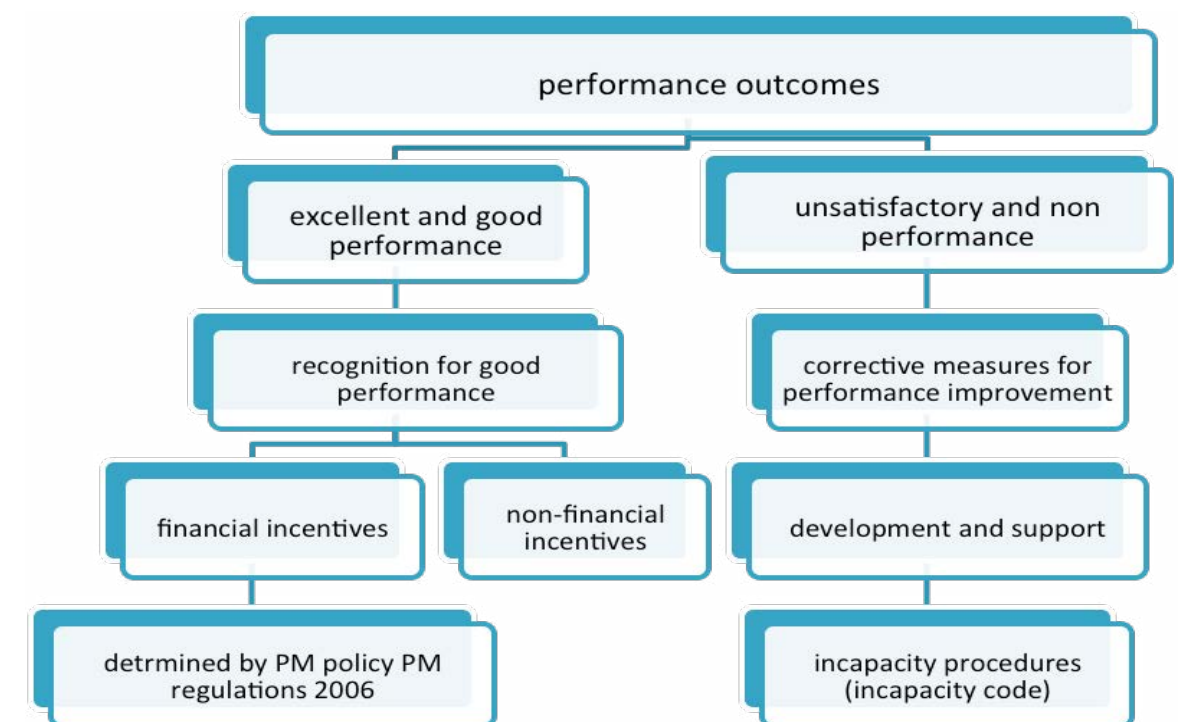 performance outcomes
excellent and good
performance
unsatisfactory and non
performance
recognition for good
performance
corrective measures for
performance improvement
financial incentives
non-financial
incentives
development and support
detrmined by PM policy PM
regulations 2006
incapacity procedures
(incapacity code)